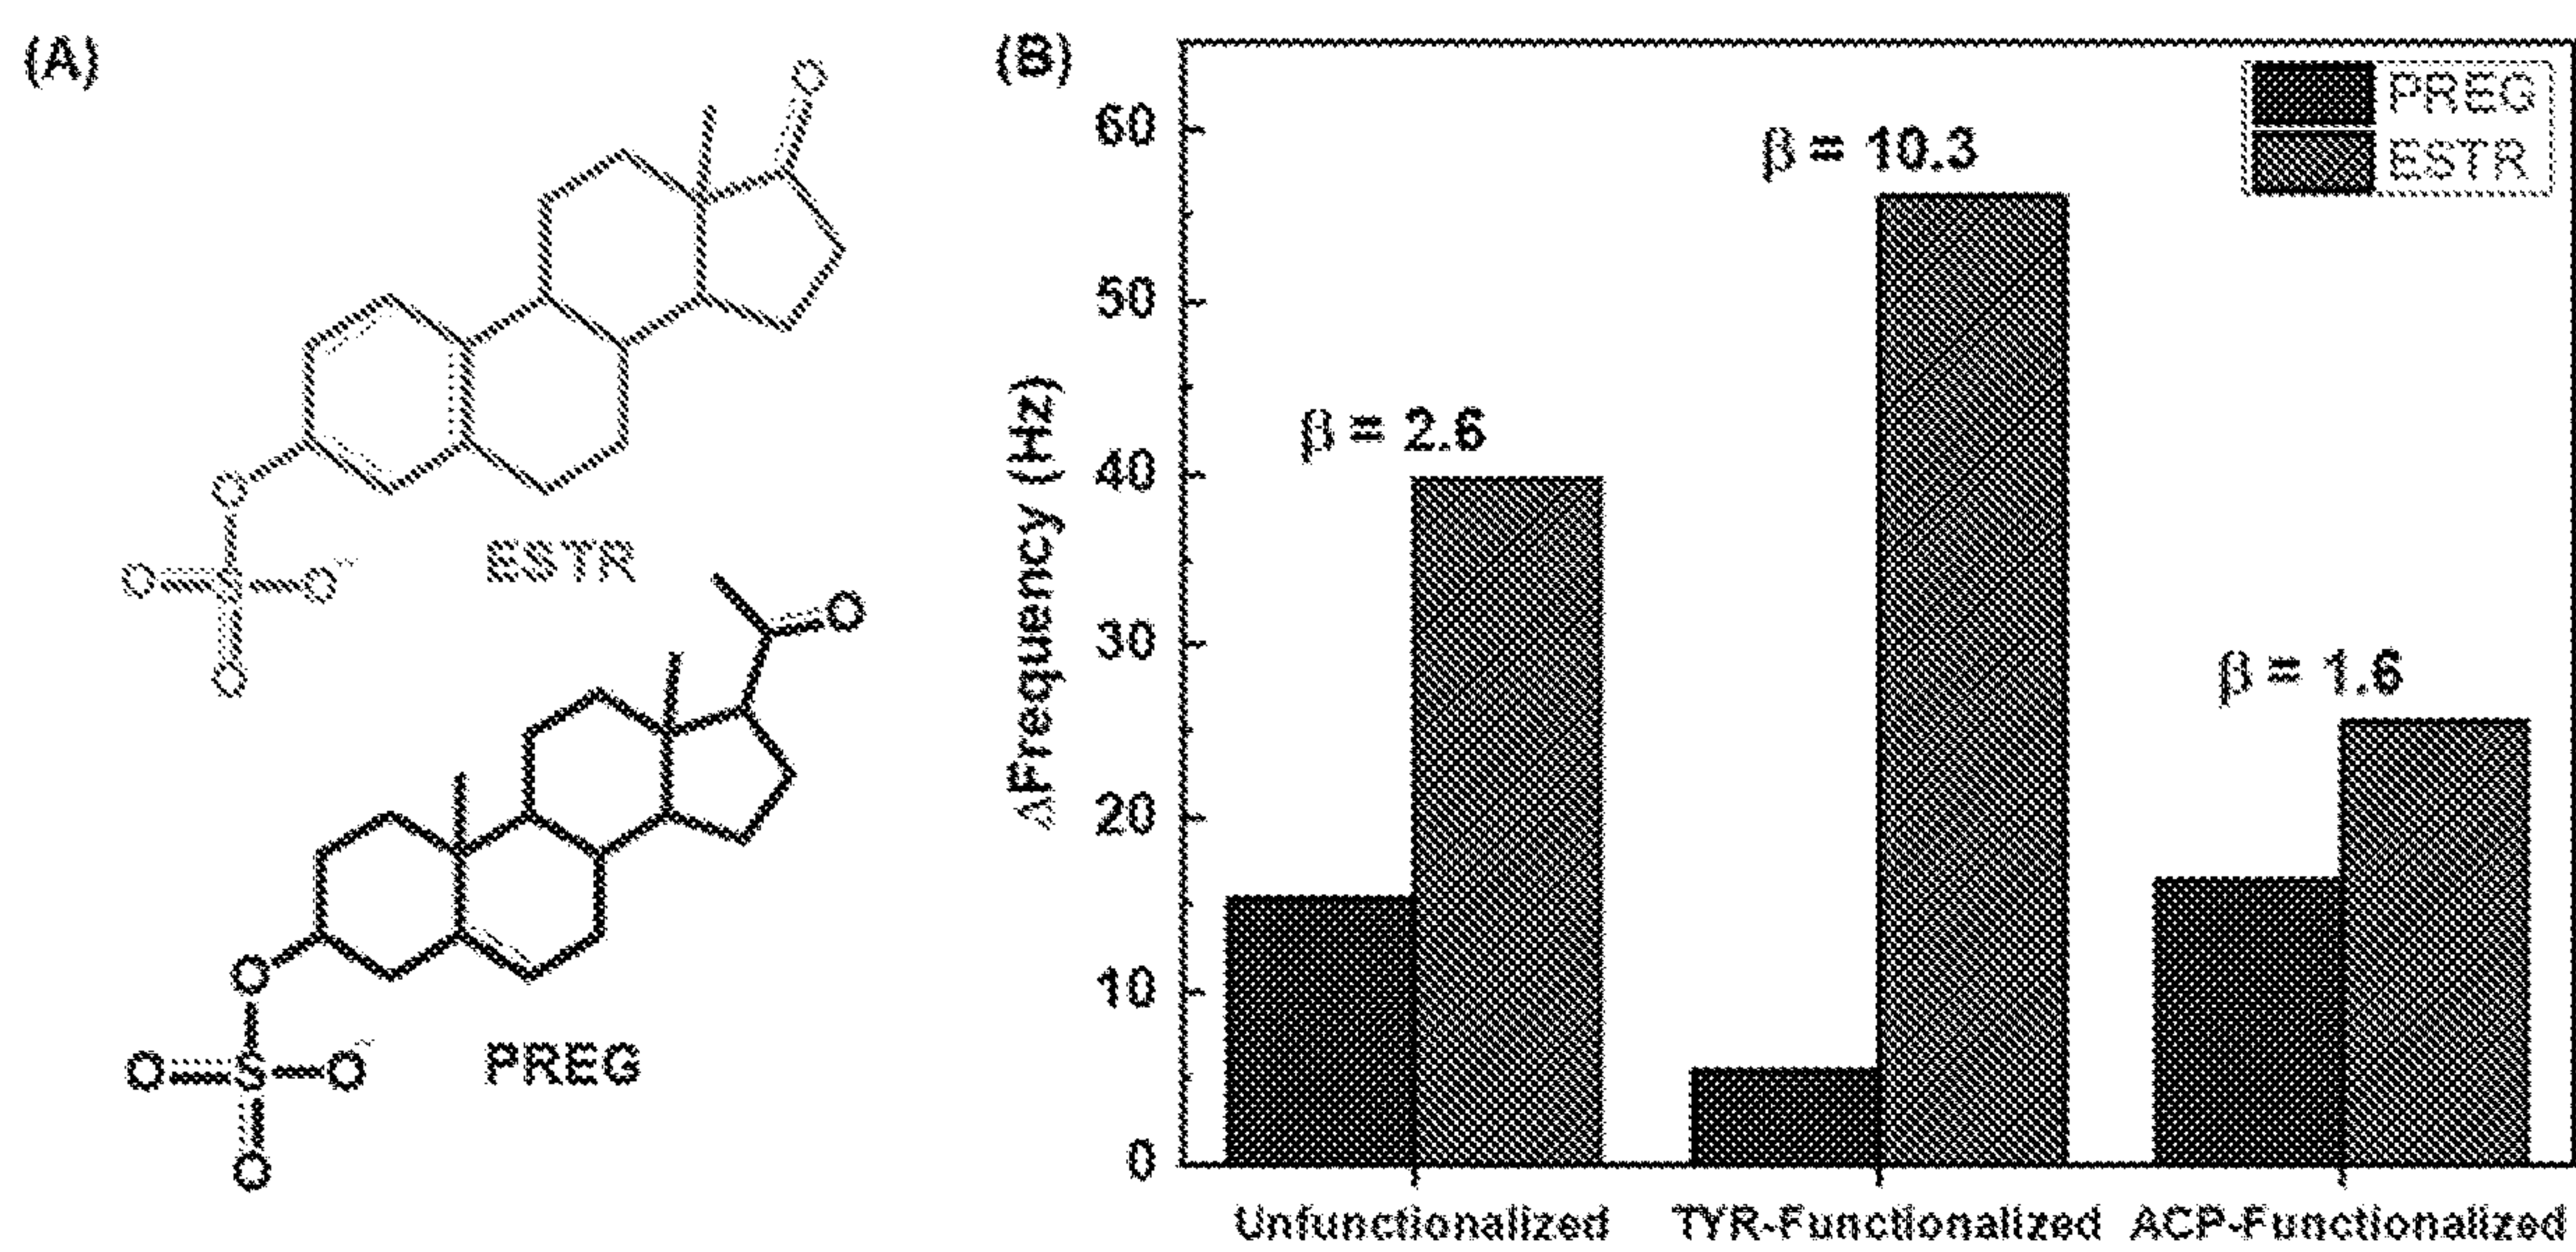 (A)
O
O
O S O⁻
O
ESTR
O
O
O S O⁻
O
PREG
(B)
ΔFrequency (Hz)
60
50
40
30
20
10
0
β = 2.6
β = 10.3
β = 1.6
PREG
ESTR
Unfunctionalized TYR-Functionalized ACP-Functionalized